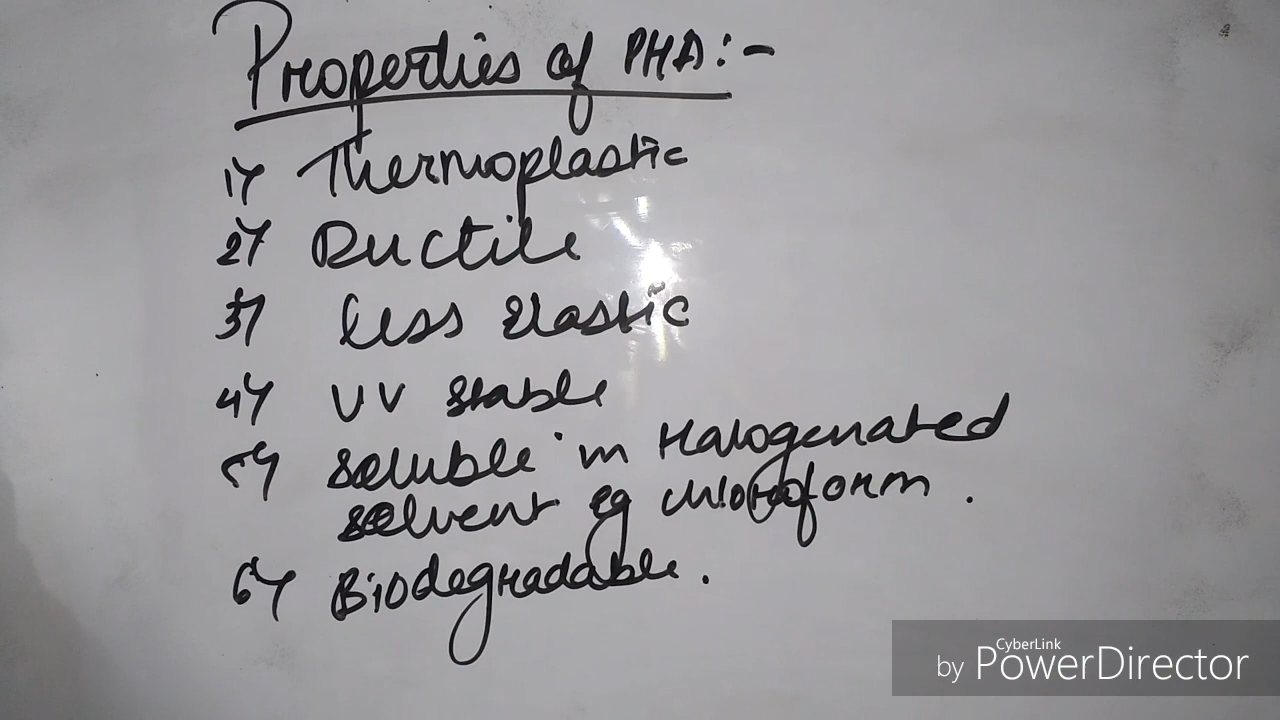 Properties of PHA:-
1) Thermoplastic
2) Ductile
3) Less Elastic
4) UV stable
5) Soluble in Halogenated
solvent eg chloroform.
6) Biodegradable.
CyberLink
by PowerDirector